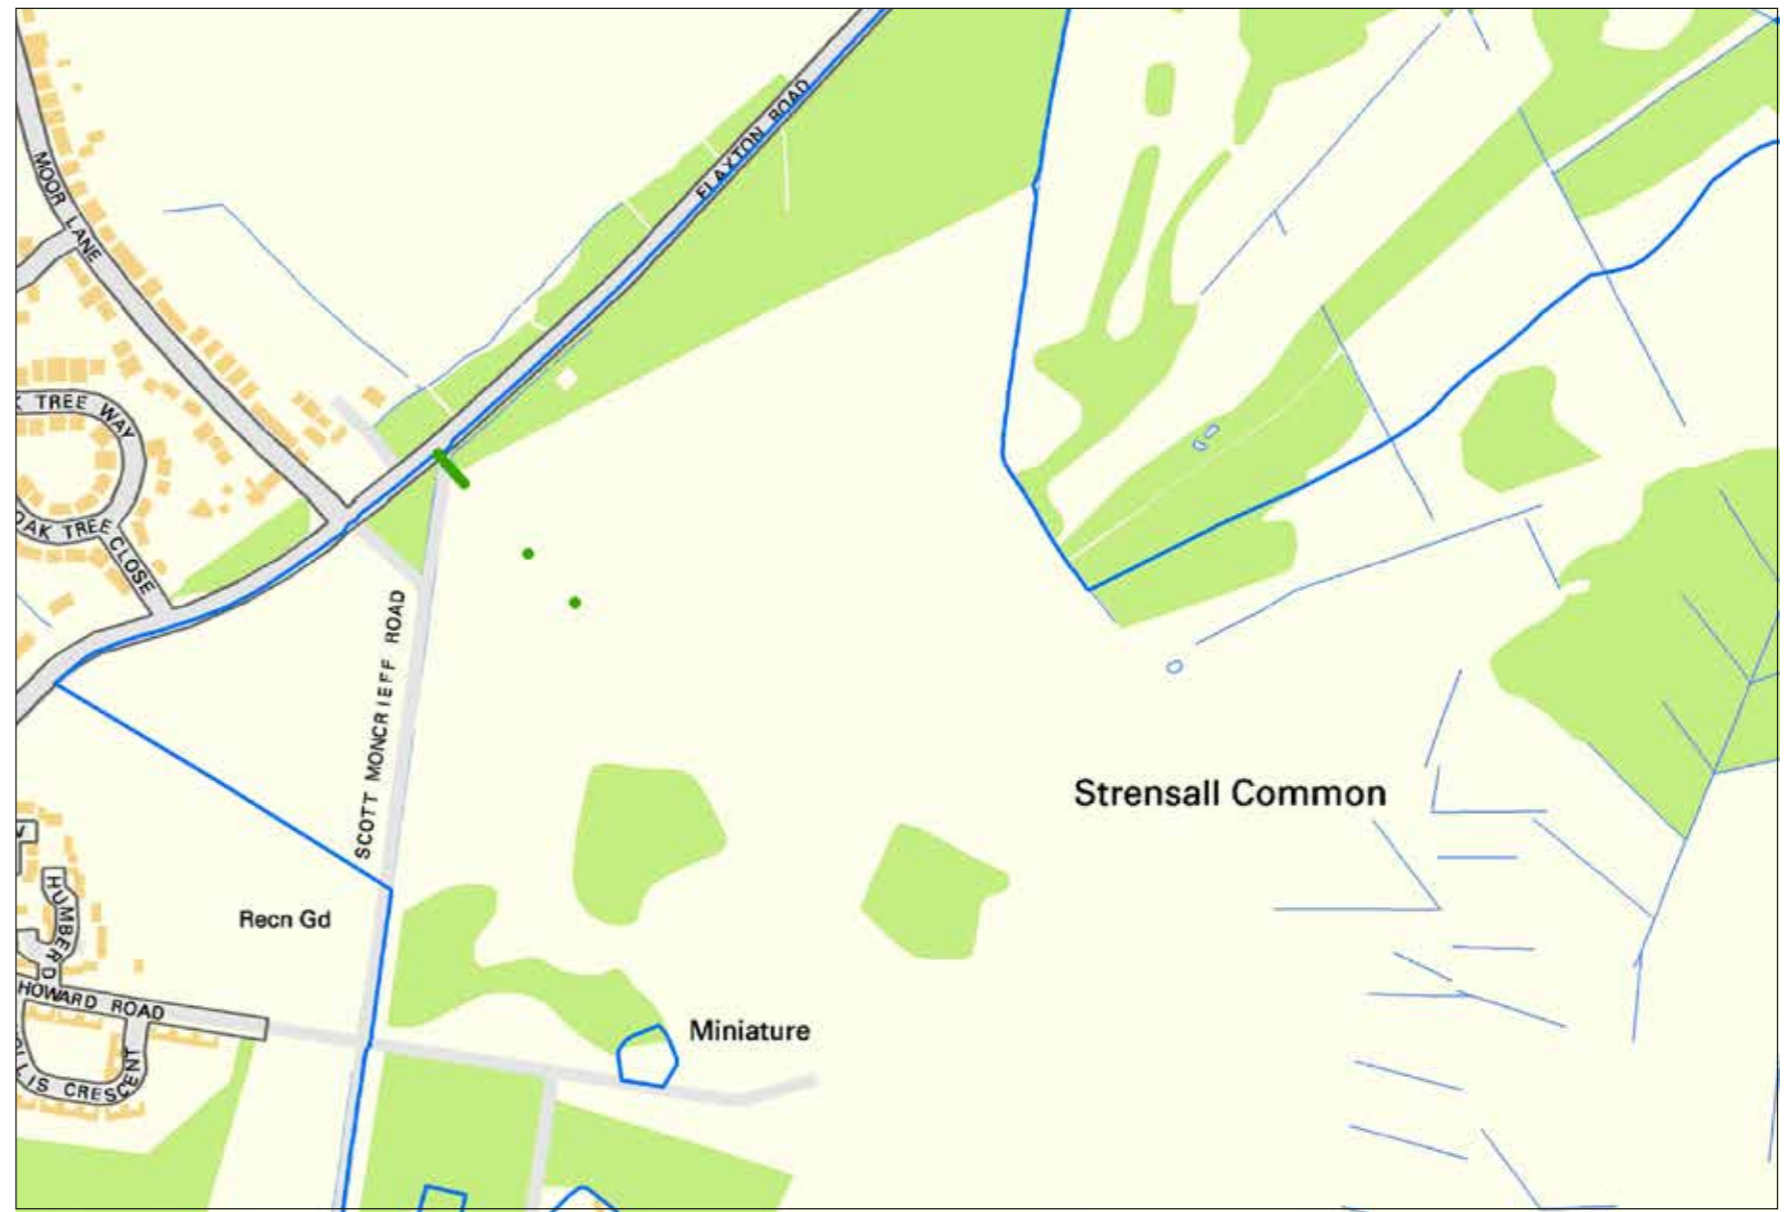 FLAXTON ROAD
MOOR LANE
K TREE WAY
OAK TREE CLOSE
SCOTT MONCRIEFF ROAD
Strensall Common
HUMBER D
Recn Gd
HOWARD ROAD
Miniature
LLIS CRESCENT